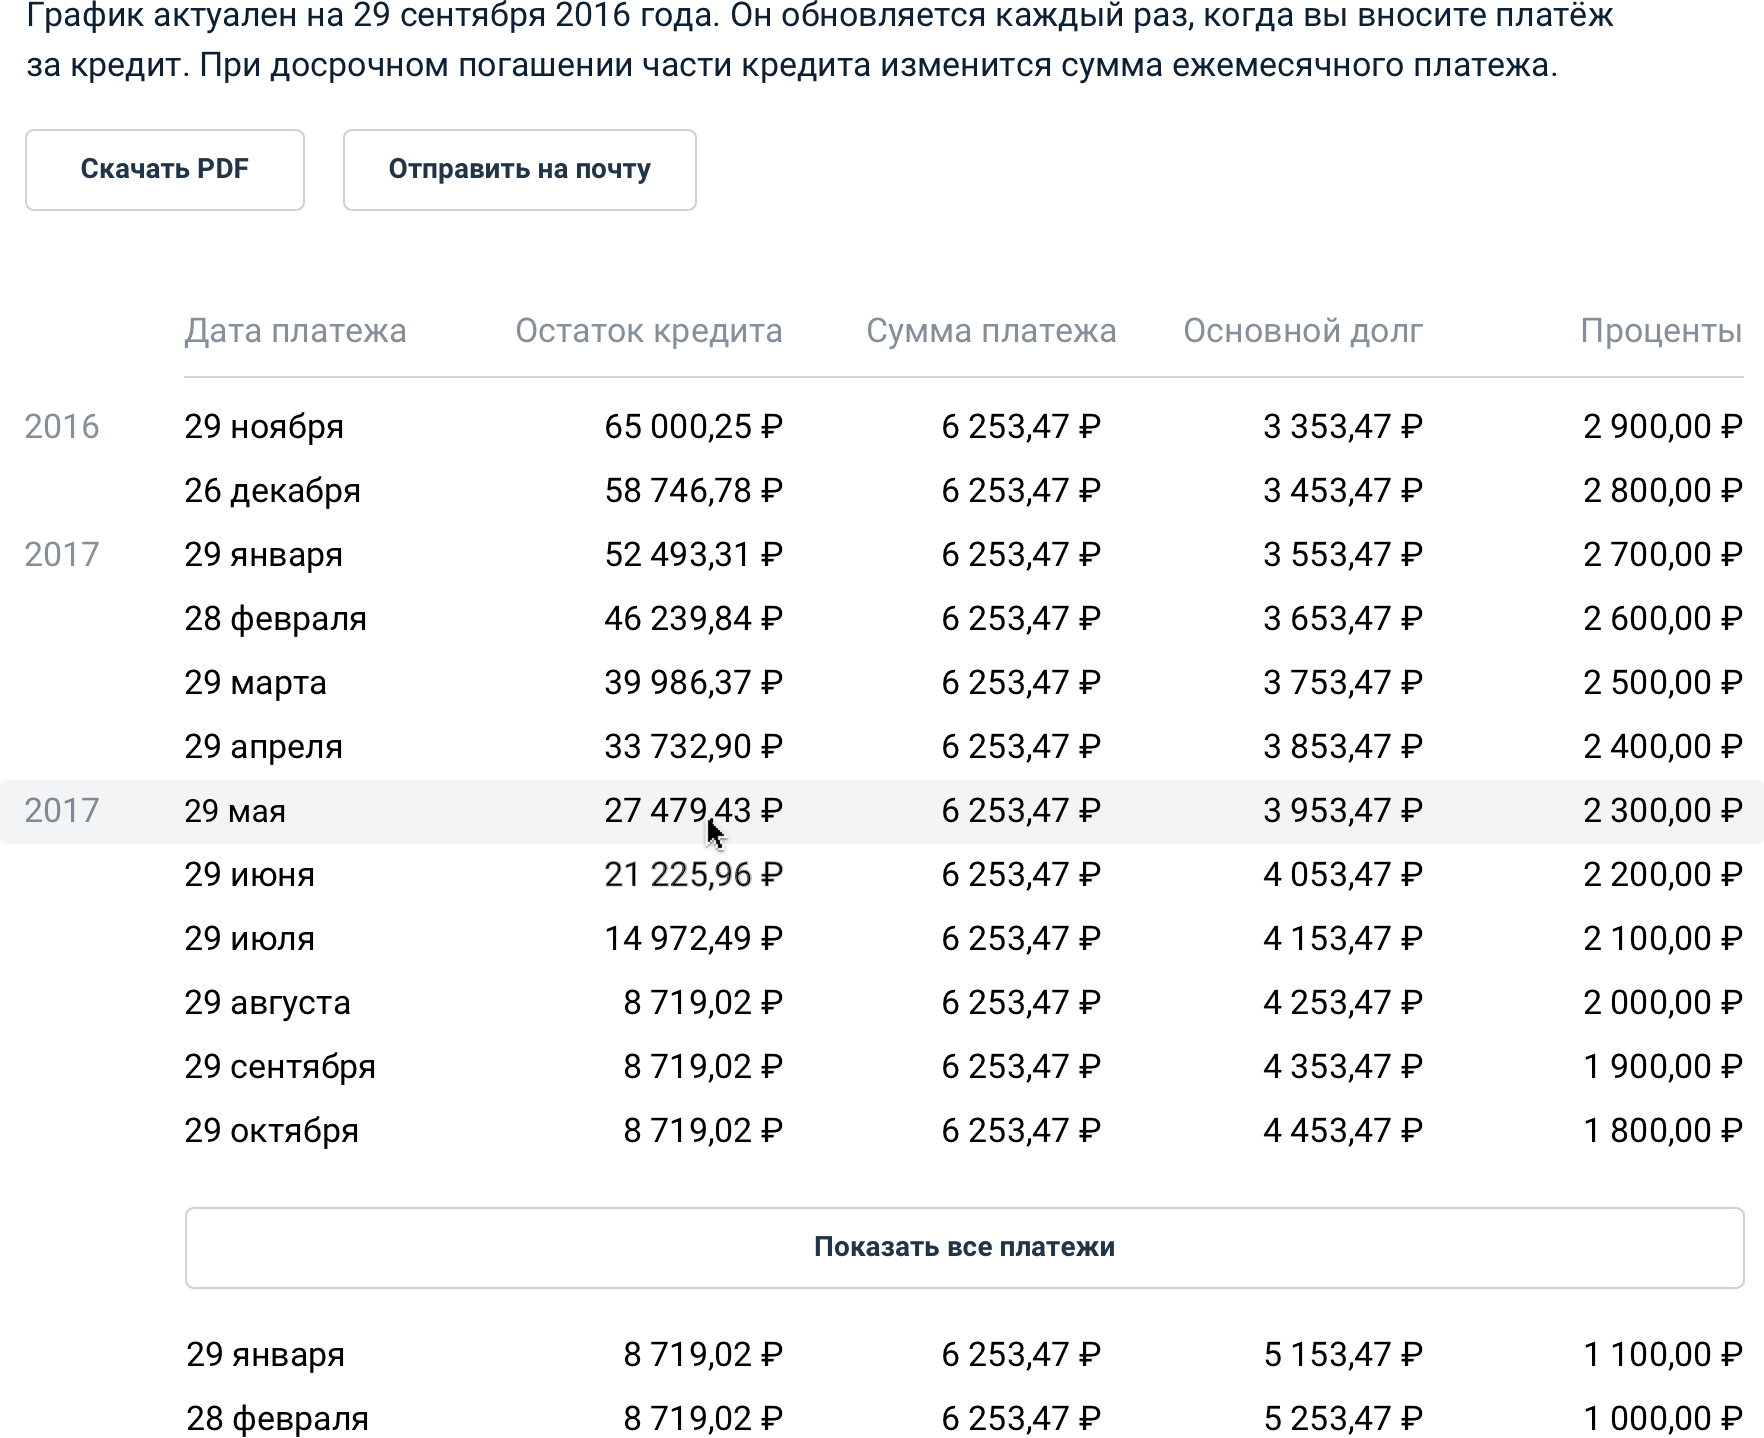 График актуален на 29 сентября 2016 года. Он обновляется каждый раз, когда вы вносите платёж
за кредит. При досрочном погашении части кредита изменится сумма ежемесячного платежа.
Скачать PDF Отправить на почту
Дата платежа Остаток кредита Сумма платежа Основной долг Проценты
2016 29 ноября 65 000,25 ₽ 6 253,47 ₽ 3 353,47 ₽ 2 900,00 ₽
26 декабря 58 746,78 ₽ 6 253,47 ₽ 3 453,47 ₽ 2 800,00 ₽
2017 29 января 52 493,31 ₽ 6 253,47 ₽ 3 553,47 ₽ 2 700,00 ₽
28 февраля 46 239,84 ₽ 6 253,47 ₽ 3 653,47 ₽ 2 600,00 ₽
29 марта 39 986,37 ₽ 6 253,47 ₽ 3 753,47 ₽ 2 500,00 ₽
29 апреля 33 732,90 ₽ 6 253,47 ₽ 3 853,47 ₽ 2 400,00 ₽
2017 29 мая 27 479,43 ₽ 6 253,47 ₽ 3 953,47 ₽ 2 300,00 ₽
29 июня 21 225,96 ₽ 6 253,47 ₽ 4 053,47 ₽ 2 200,00 ₽
29 июля 14 972,49 ₽ 6 253,47 ₽ 4 153,47 ₽ 2 100,00 ₽
29 августа 8 719,02 ₽ 6 253,47 ₽ 4 253,47 ₽ 2 000,00 ₽
29 сентября 8 719,02 ₽ 6 253,47 ₽ 4 353,47 ₽ 1 900,00 ₽
29 октября 8 719,02 ₽ 6 253,47 ₽ 4 453,47 ₽ 1 800,00 ₽
Показать все платежи
29 января 8 719,02 ₽ 6 253,47 ₽ 5 153,47 ₽ 1 100,00 ₽
28 февраля 8 719,02 ₽ 6 253,47 ₽ 5 253,47 ₽ 1 000,00 ₽